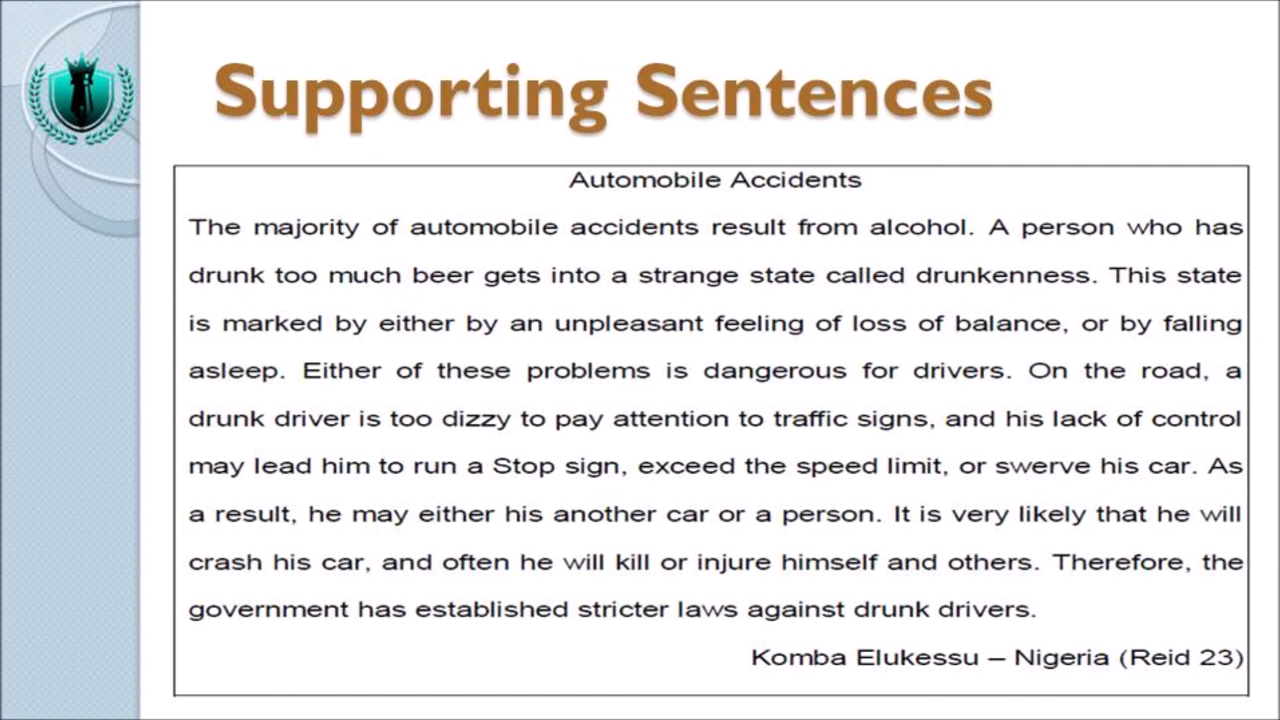 Supporting Sentences
Automobile Accidents
The majority of automobile accidents result from alcohol. A person who has
drunk too much beer gets into a strange state called drunkenness. This state
is marked by either by an unpleasant feeling of loss of balance, or by falling
asleep. Either of these problems is dangerous for drivers. On the road, a
drunk driver is too dizzy to pay attention to traffic signs, and his lack of control
may lead him to run a Stop sign, exceed the speed limit, or swerve his car. As
a result, he may either his another car or a person. It is very likely that he will
crash his car, and often he will kill or injure himself and others. Therefore, the
government has established stricter laws against drunk drivers.
Komba Elukessu – Nigeria (Reid 23)